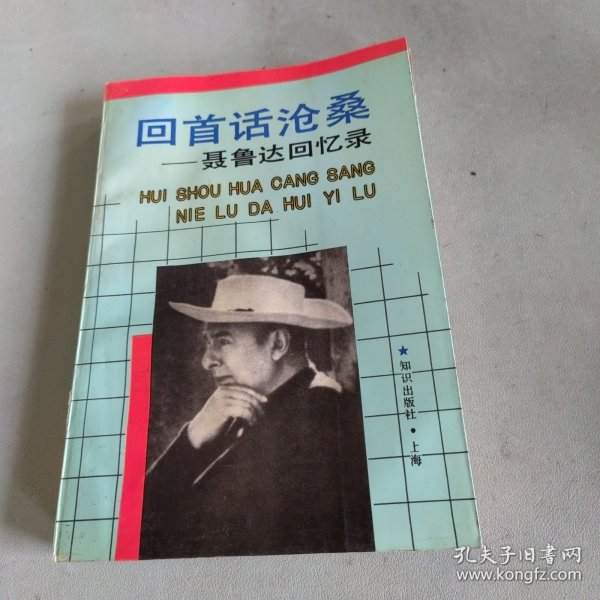 回首话沧桑
——聂鲁达回忆录
HUI SHOU HUA CANG SANG
NIE LU DA HUI YI LU
★知识出版社·上海
孔夫子旧书网
www.kongfz.com